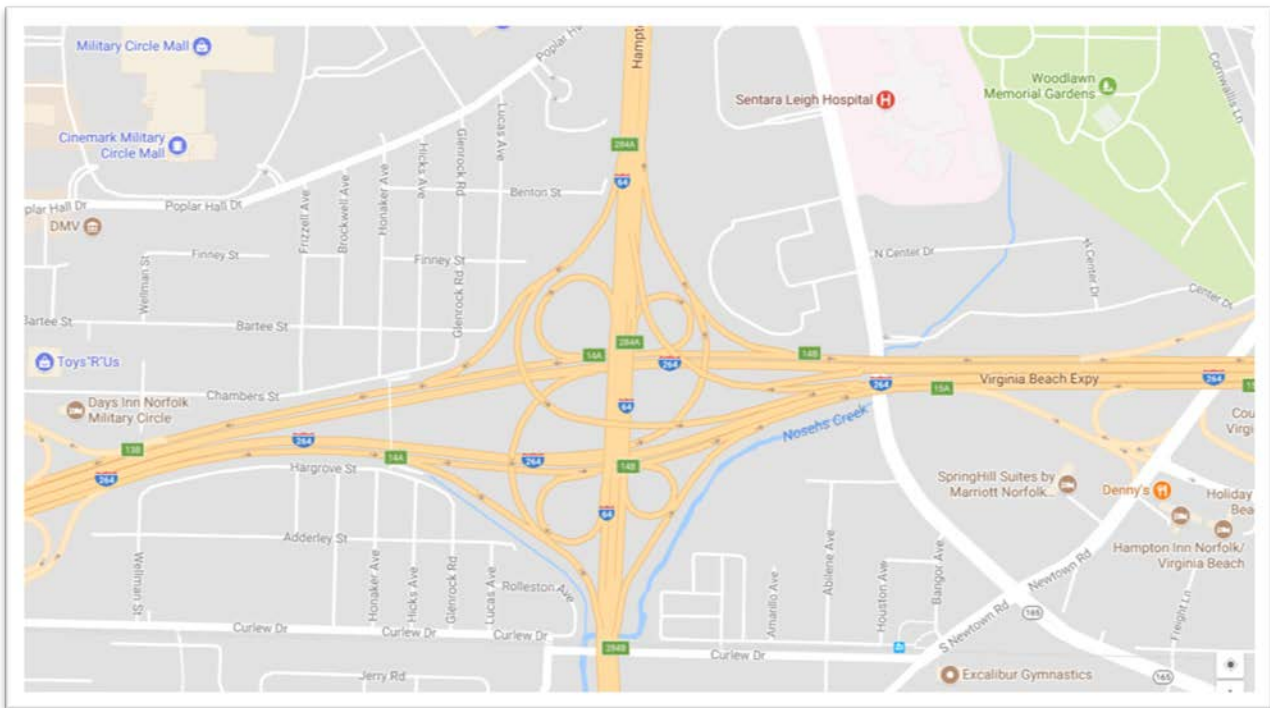 Military Circle Mall
Cinemark Military
Circle Mall
Poplar Hall Dr
DMV
Poplar
Hampt
284A
64
Sentara Leigh Hospital
H
Woodlawn
Memorial Gardens
Cornwallis Ln
Lucas Ave
Glenrock Rd
Hicks Ave
Honaker Ave
Brockwell Ave
Frizzell Ave
Benton St
Finney St
Finney St
Wellman St
Bartee St
Bartee St
Glenrock Rd
N Center Dr
N Center Dr
Center Dr
Toys"R"Us
284A
14A
14B
264
264
Virginia Beach Expy
15A
264
Chambers St
Days Inn Norfolk
Military Circle
13B
264
264
14A
264
14B
64
64
Nosehs Creek
Hargrove St
SpringHill Suites by
Marriott Norfolk...
Denny's
Holiday
Hampton Inn Norfolk/
Virginia Beach
Adderley St
Wellman St
Honaker Ave
Hicks Ave
Glenrock Rd
Lucas Ave
Rolleston Ave
Amarillo Ave
Abilene Ave
Houston Ave
Bangor Ave
Newtown Rd
S Newtown Rd
Freight Ln
165
165
Curlew Dr
Curlew Dr
Curlew Dr
Curlew Dr
Jerry Rd
Excalibur Gymnastics